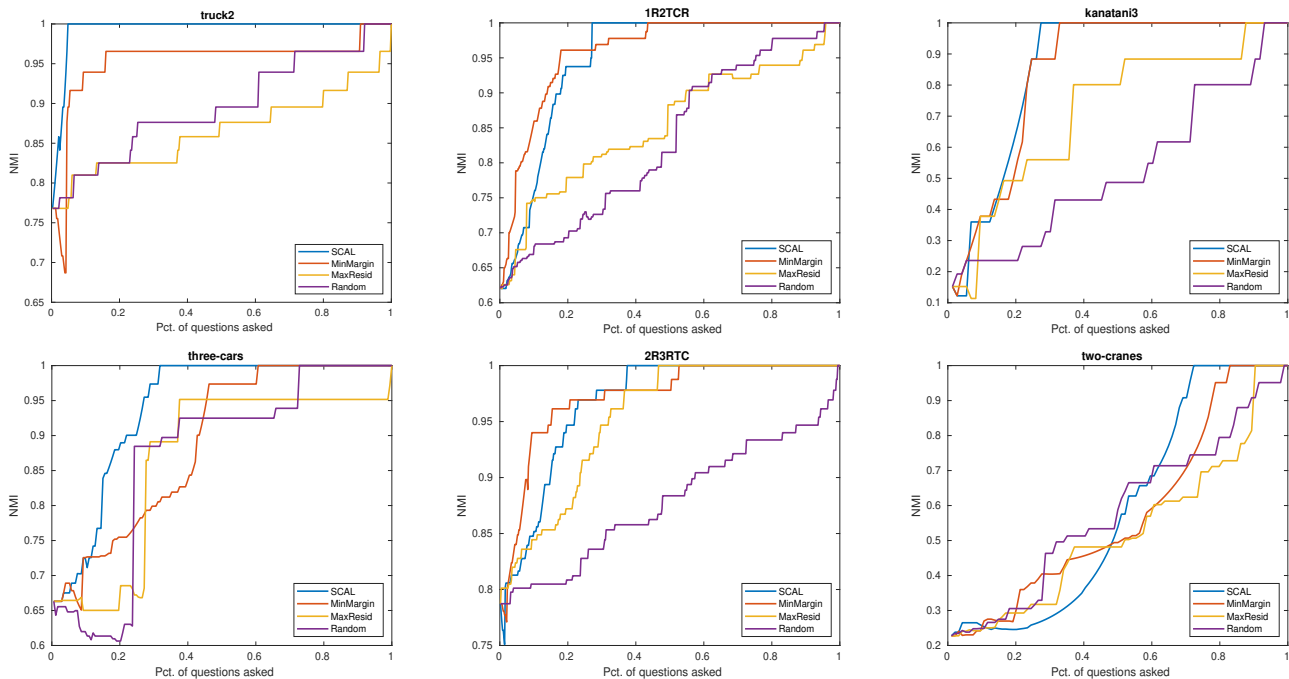 truck2
NMI
1
0.95
0.9
0.85
0.8
0.75
0.7
0.65
0 0.2 0.4 0.6 0.8 1
Pct. of questions asked
SCAL
MinMargin
MaxResid
Random
1R2TCR
NMI
1
0.95
0.9
0.85
0.8
0.75
0.7
0.65
0.6
0 0.2 0.4 0.6 0.8 1
Pct. of questions asked
SCAL
MinMargin
MaxResid
Random
kanatani3
NMI
1
0.9
0.8
0.7
0.6
0.5
0.4
0.3
0.2
0.1
0 0.2 0.4 0.6 0.8 1
Pct. of questions asked
SCAL
MinMargin
MaxResid
Random
three-cars
NMI
1
0.95
0.9
0.85
0.8
0.75
0.7
0.65
0.6
0 0.2 0.4 0.6 0.8 1
Pct. of questions asked
SCAL
MinMargin
MaxResid
Random
2R3RTC
NMI
1
0.95
0.9
0.85
0.8
0.75
0 0.2 0.4 0.6 0.8 1
Pct. of questions asked
SCAL
MinMargin
MaxResid
Random
two-cranes
NMI
1
0.9
0.8
0.7
0.6
0.5
0.4
0.3
0.2
0 0.2 0.4 0.6 0.8 1
Pct. of questions asked
SCAL
MinMargin
MaxResid
Random